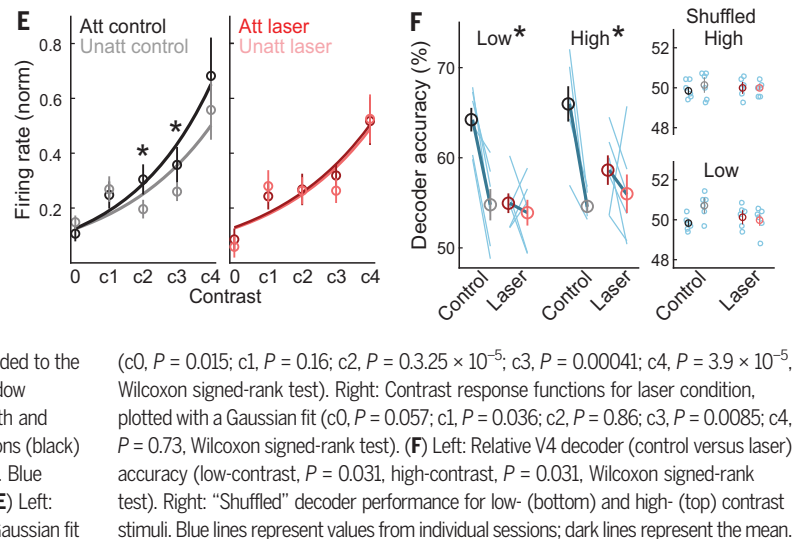 E
Att control
Unatt control
Att laser
Unatt laser
Firing rate (norm)
0.8
0.6
0.4
0.2
*
*
0 c1 c2 c3 c4
0 c1 c2 c3 c4
Contrast
F
Decoder accuracy (%)
70
60
50
Low*
High*
Control
Laser
Control
Laser
Shuffled
High
52
50
48
Low
52
50
48
Control
Laser
ded to the
dow
th and
ns (black)
. Blue
E) Left:
Gaussian fit
(c0, P = 0.015; c1, P = 0.16; c2, P = 0.3.25 × 10–5; c3, P = 0.00041; c4, P = 3.9 × 10–5,
Wilcoxon signed-rank test). Right: Contrast response functions for laser condition,
plotted with a Gaussian fit (c0, P = 0.057; c1, P = 0.036; c2, P = 0.86; c3, P = 0.0085; c4,
P = 0.73, Wilcoxon signed-rank test). (F) Left: Relative V4 decoder (control versus laser)
accuracy (low-contrast, P = 0.031, high-contrast, P = 0.031, Wilcoxon signed-rank
test). Right: “Shuffled” decoder performance for low- (bottom) and high- (top) contrast
stimuli. Blue lines represent values from individual sessions; dark lines represent the mean.